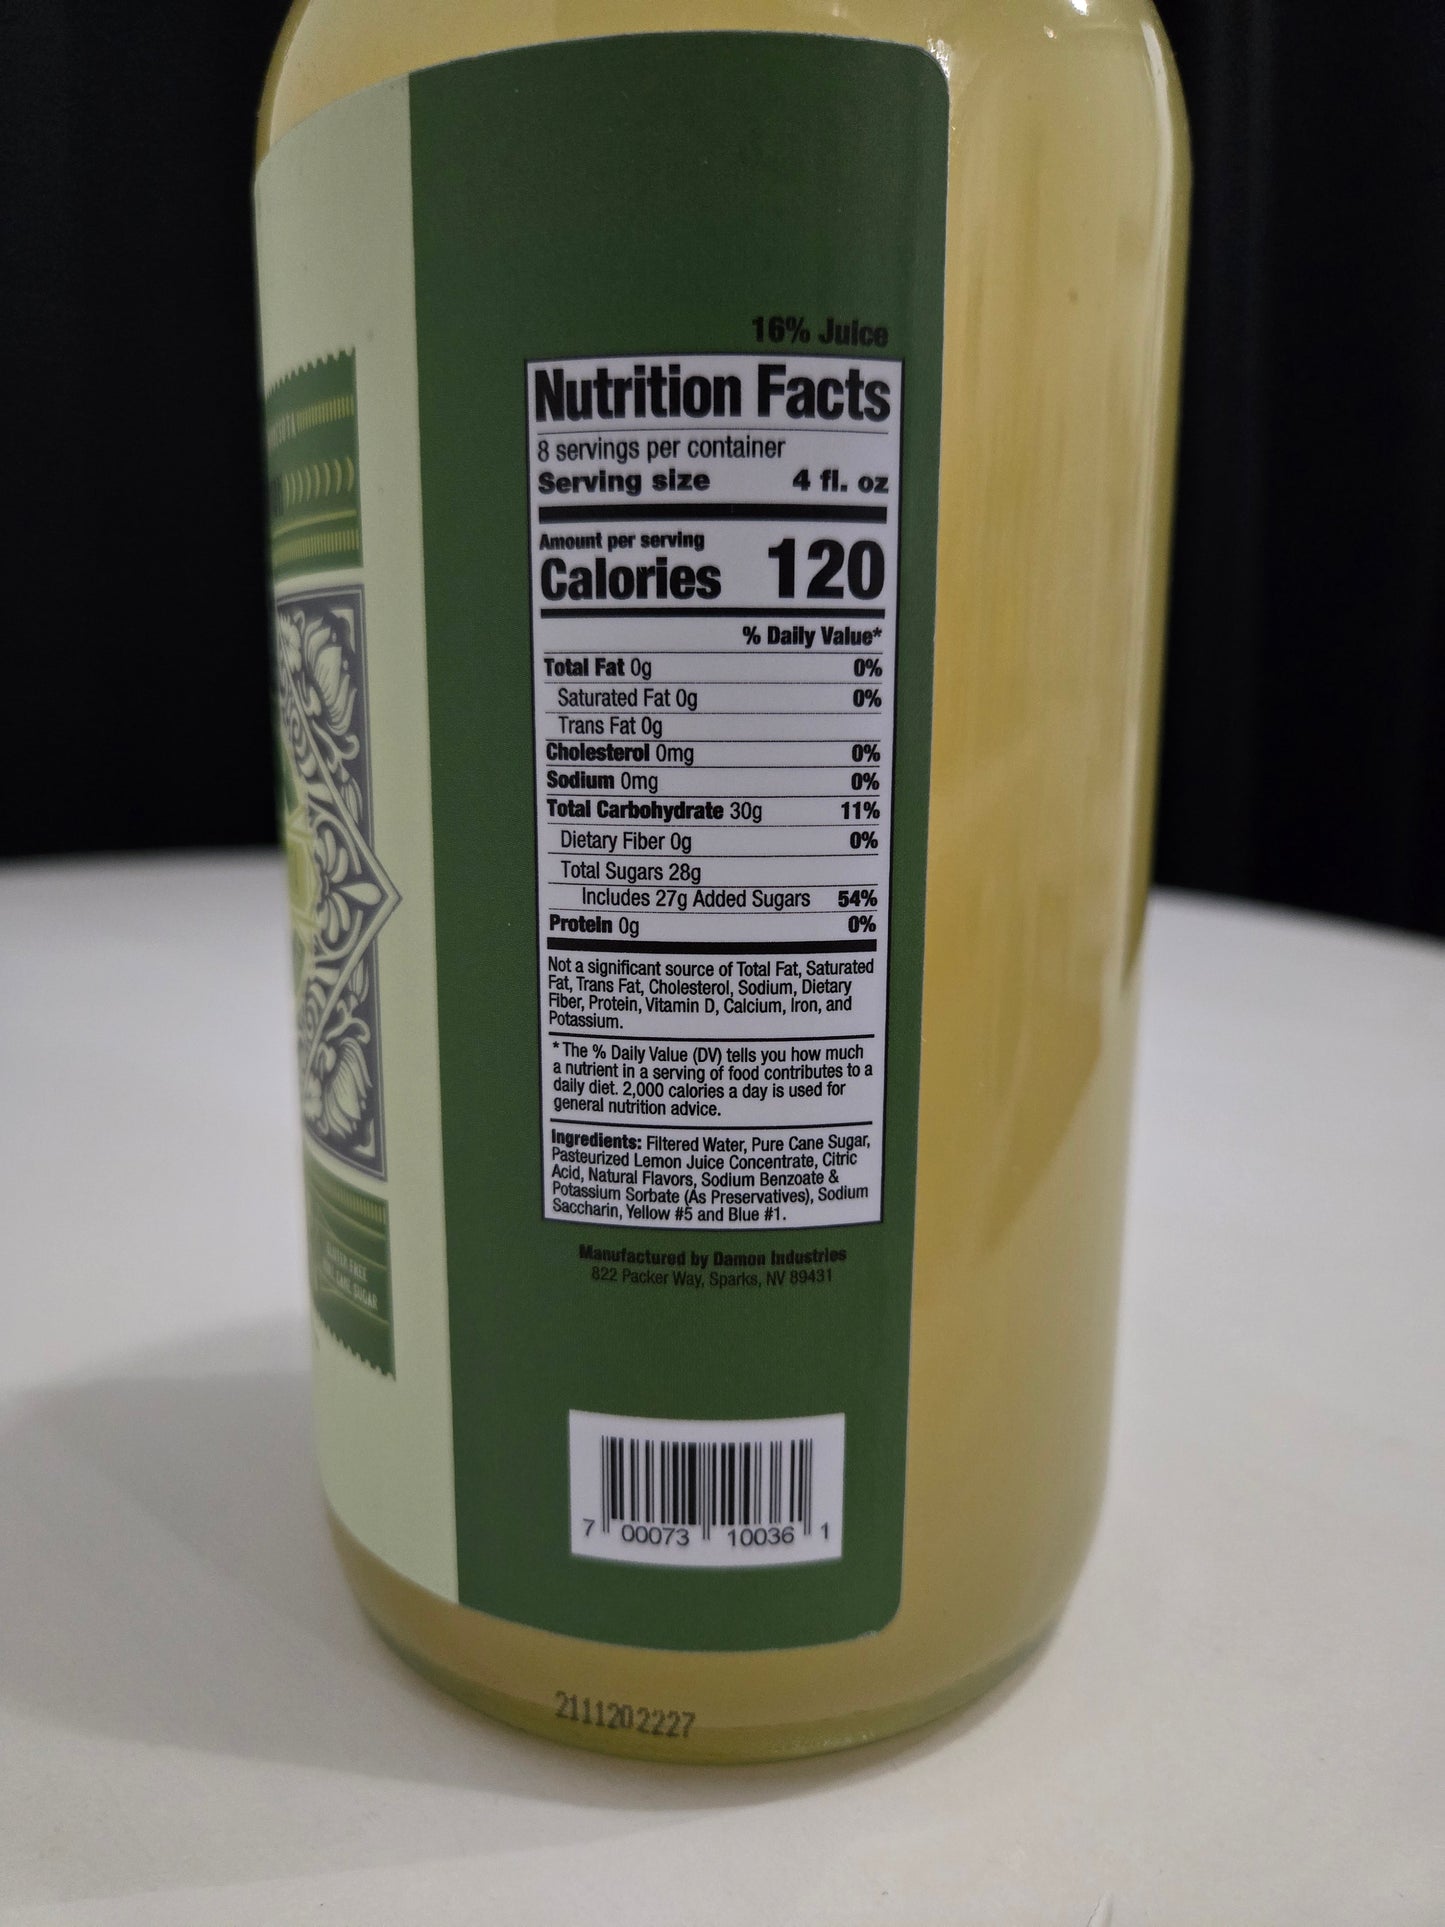 16% Juice
Nutrition Facts
8 servings per container
Serving size 4 fl. oz
Amount per serving
Calories 120
% Daily Value*
Total Fat 0g 0%
Saturated Fat 0g 0%
Trans Fat 0g
Cholesterol 0mg 0%
Sodium 0mg 0%
Total Carbohydrate 30g 11%
Dietary Fiber 0g 0%
Total Sugars 28g
Includes 27g Added Sugars 54%
Protein 0g 0%
Not a significant source of Total Fat, Saturated
Fat, Trans Fat, Cholesterol, Sodium, Dietary
Fiber, Protein, Vitamin D, Calcium, Iron, and
Potassium.
* The % Daily Value (DV) tells you how much
a nutrient in a serving of food contributes to a
daily diet. 2,000 calories a day is used for
general nutrition advice.
Ingredients: Filtered Water, Pure Cane Sugar,
Pasteurized Lemon Juice Concentrate, Citric
Acid, Natural Flavors, Sodium Benzoate &
Potassium Sorbate (As Preservatives), Sodium
Saccharin, Yellow #5 and Blue #1.
Manufactured by Damon Industries
822 Packer Way, Sparks, NV 89431
GLUTEN FREE
CANE SUGAR
7 00073 10036 1
211120 2227